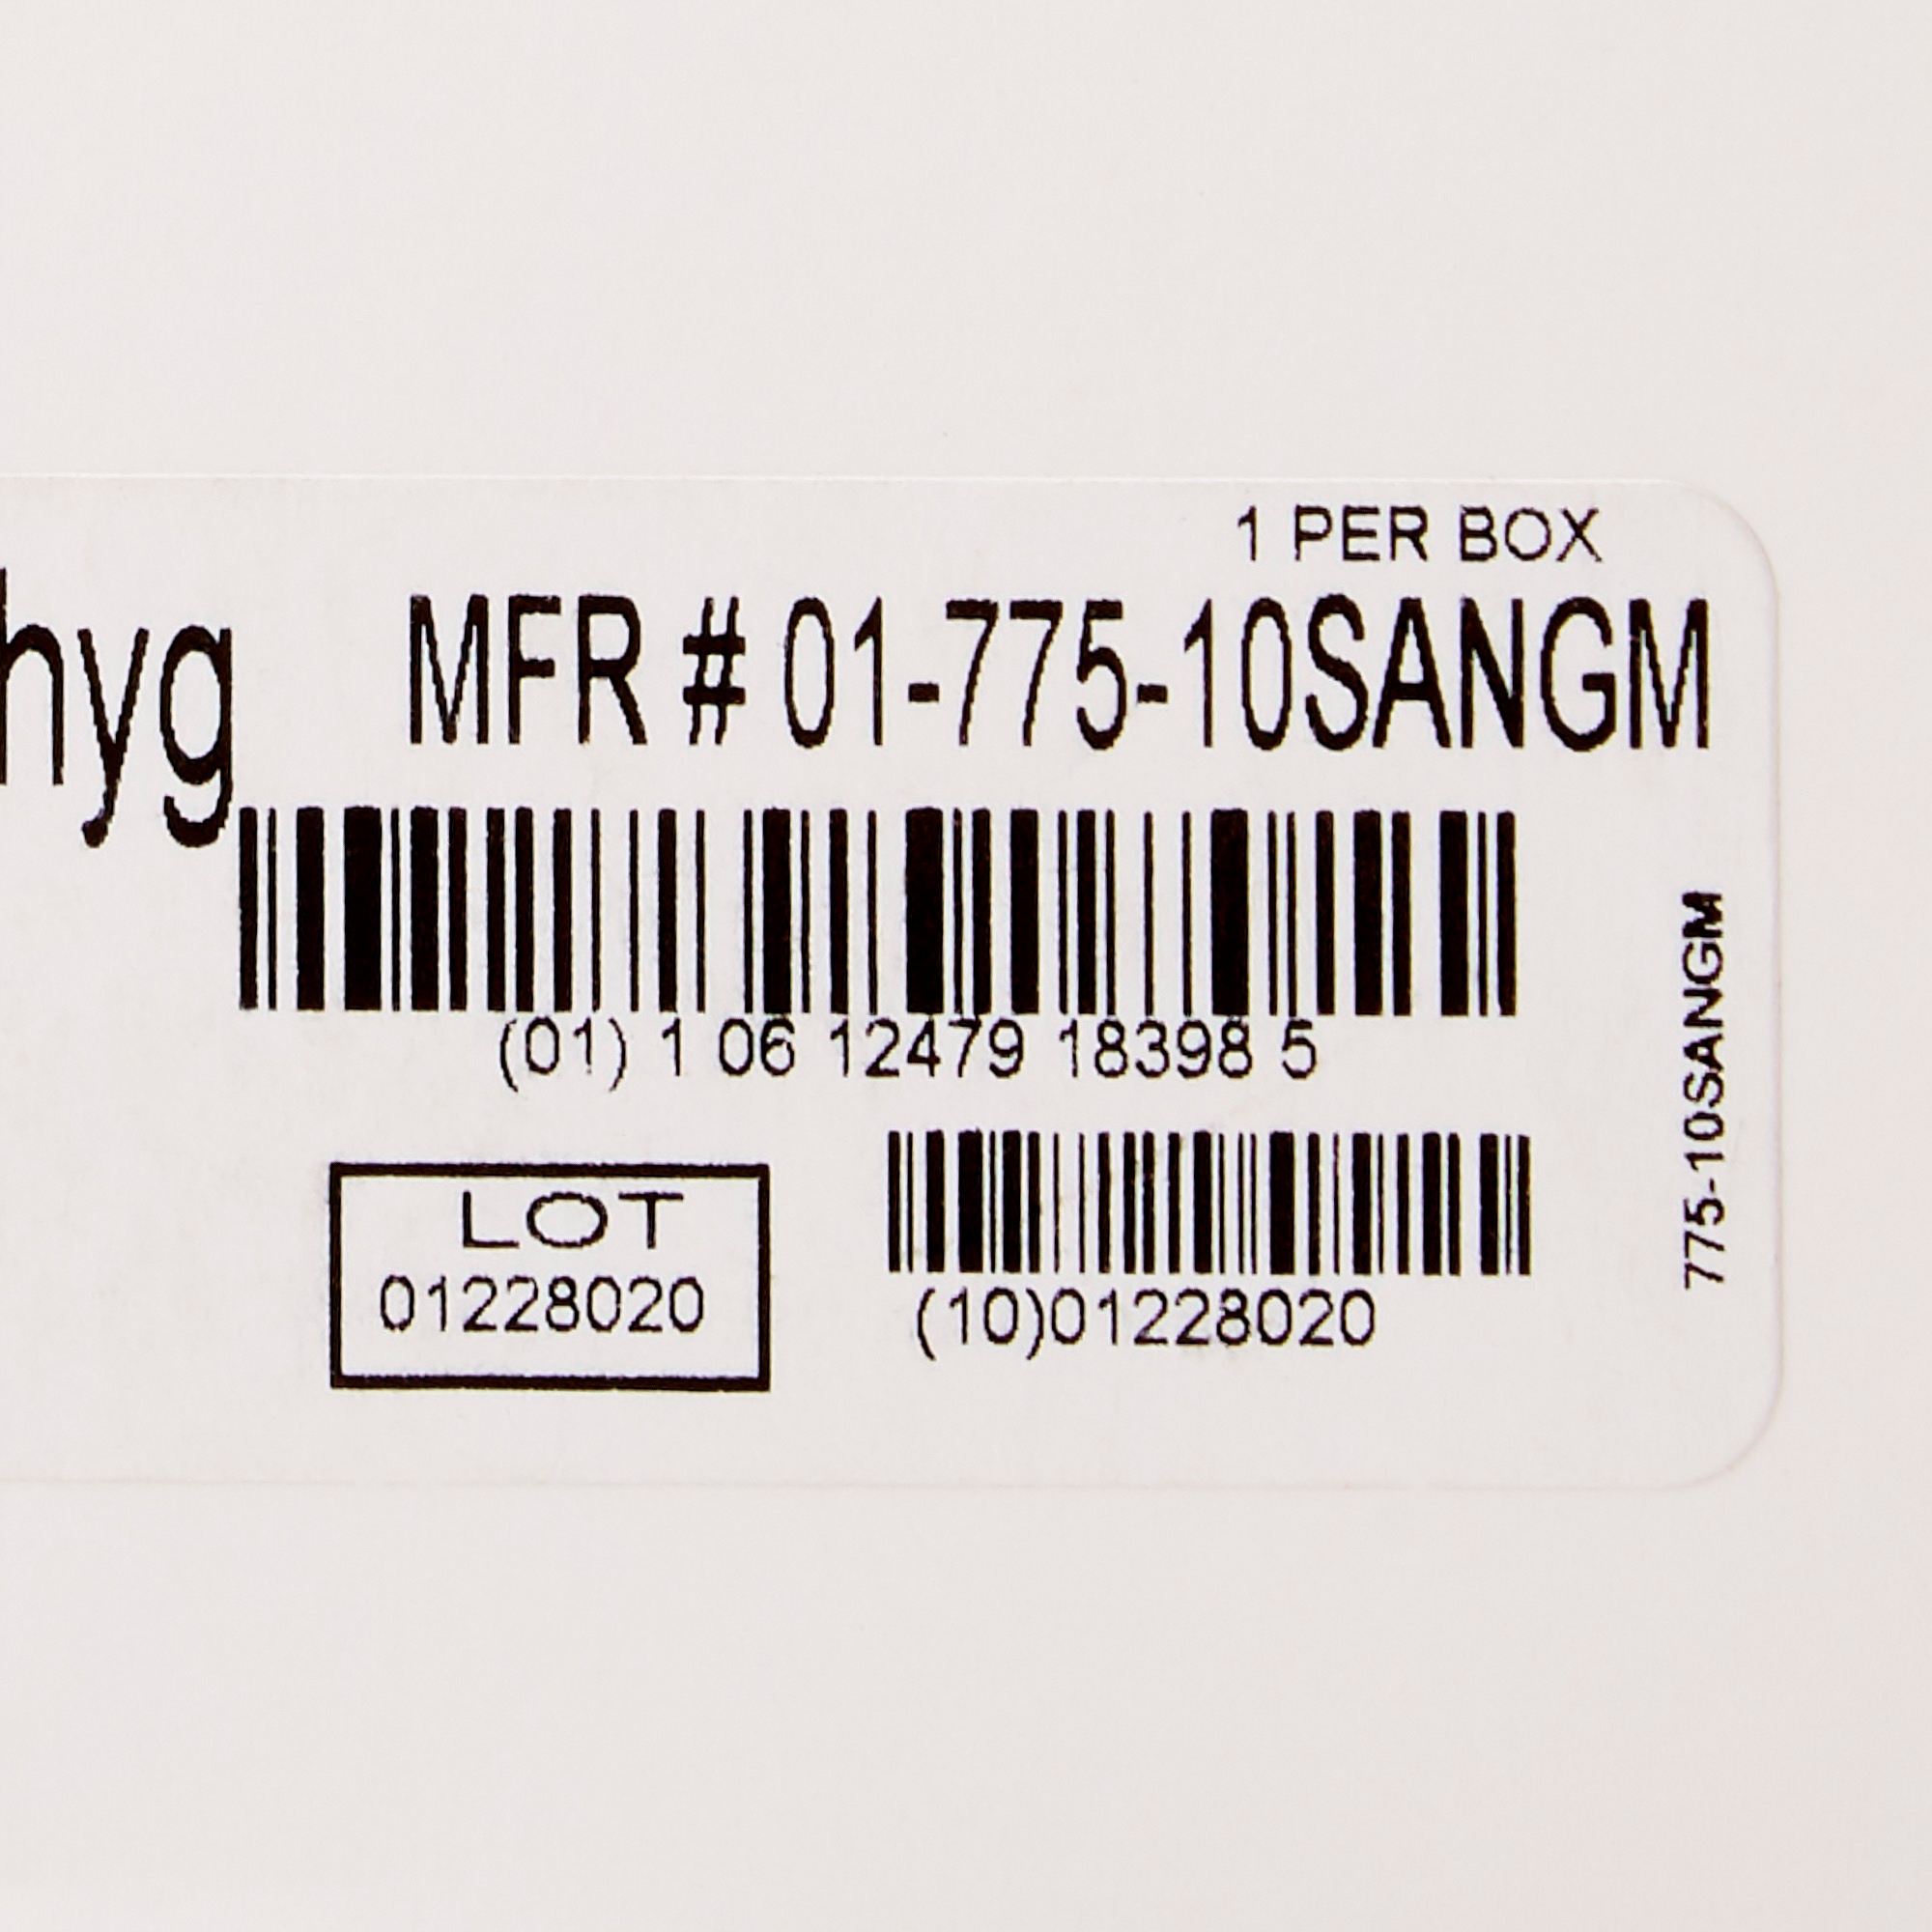 1 PER BOX
hyg
MFR # 01-775-10SANGM
(01) 1 06 12479 18398 5
775-10SANGM
LOT
01228020
(10)01228020